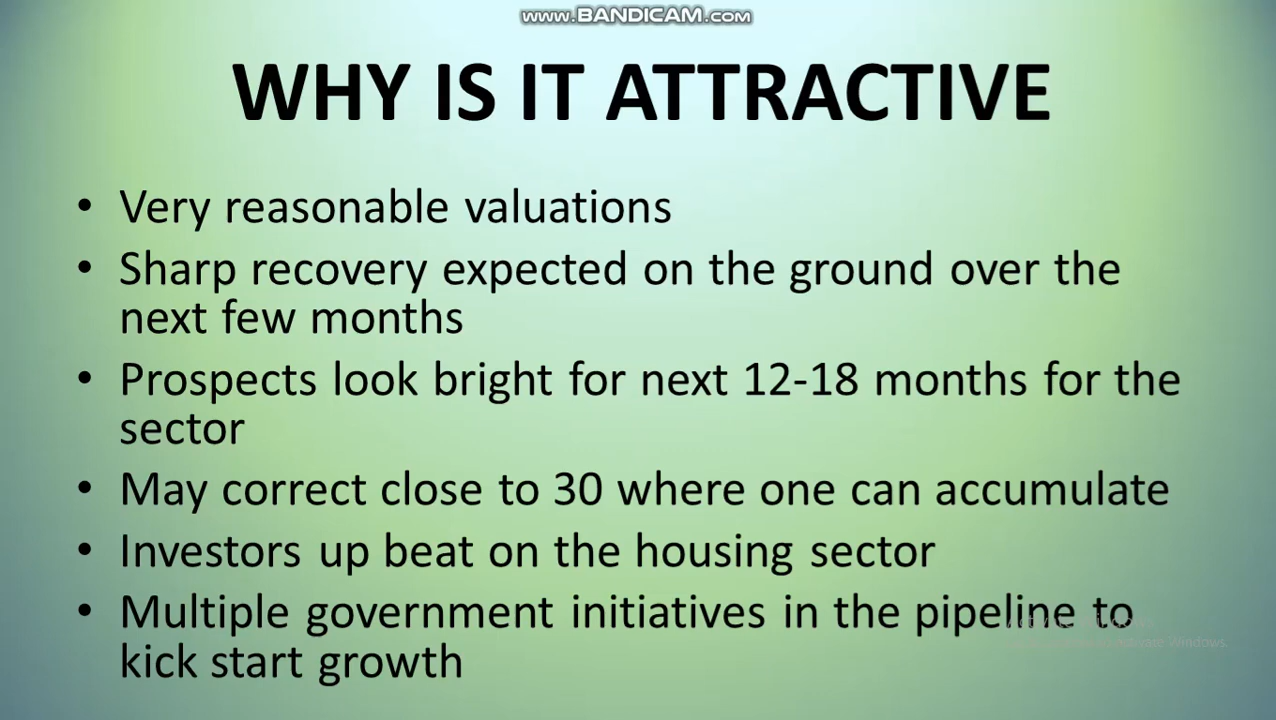 www.BANDICAM.com
WHY IS IT ATTRACTIVE
• Very reasonable valuations
• Sharp recovery expected on the ground over the
next few months
• Prospects look bright for next 12-18 months for the
sector
• May correct close to 30 where one can accumulate
• Investors up beat on the housing sector
• Multiple government initiatives in the pipeline to
kick start growth
Windows.